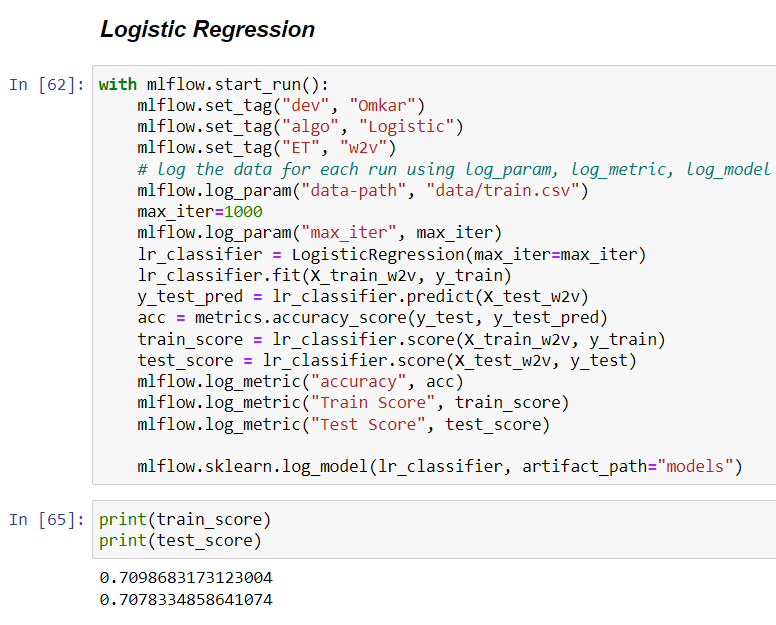 Logistic Regression
In [62]: with mlflow.start_run():
    mlflow.set_tag("dev", "Omkar")
    mlflow.set_tag("algo", "Logistic")
    mlflow.set_tag("ET", "w2v")
    # log the data for each run using log_param, log_metric, log_model
    mlflow.log_param("data-path", "data/train.csv")
    max_iter=1000
    mlflow.log_param("max_iter", max_iter)
    lr_classifier = LogisticRegression(max_iter=max_iter)
    lr_classifier.fit(X_train_w2v, y_train)
    y_test_pred = lr_classifier.predict(X_test_w2v)
    acc = metrics.accuracy_score(y_test, y_test_pred)
    train_score = lr_classifier.score(X_train_w2v, y_train)
    test_score = lr_classifier.score(X_test_w2v, y_test)
    mlflow.log_metric("accuracy", acc)
    mlflow.log_metric("Train Score", train_score)
    mlflow.log_metric("Test Score", test_score)
    mlflow.sklearn.log_model(lr_classifier, artifact_path="models")
In [65]: print(train_score)
print(test_score)
0.7098683173123004
0.7078334858641074